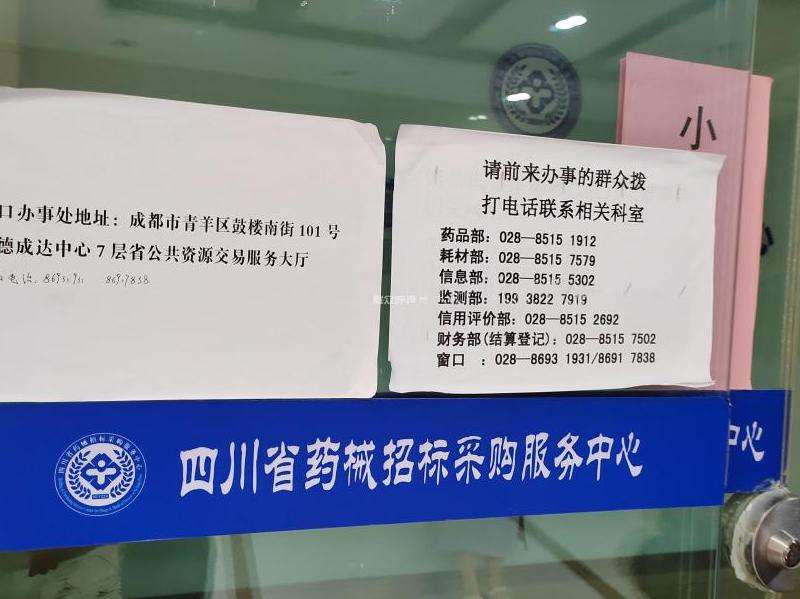 口办事处地址：成都市青羊区鼓楼南街 101 号
德成达中心 7 层省公共资源交易服务大厅
请前来办事的群众拨
打电话联系相关科室
药品部：028—8515 1912
耗材部：028—8515 7579
信息部：028—8515 5302
监测部：199 3822 7919
信用评价部：028—8515 2692
财务部(结算登记)：028—8515 7502
窗口 ：028—8693 1931/8691 7838
小
四川省药械招标采购服务中心
中心